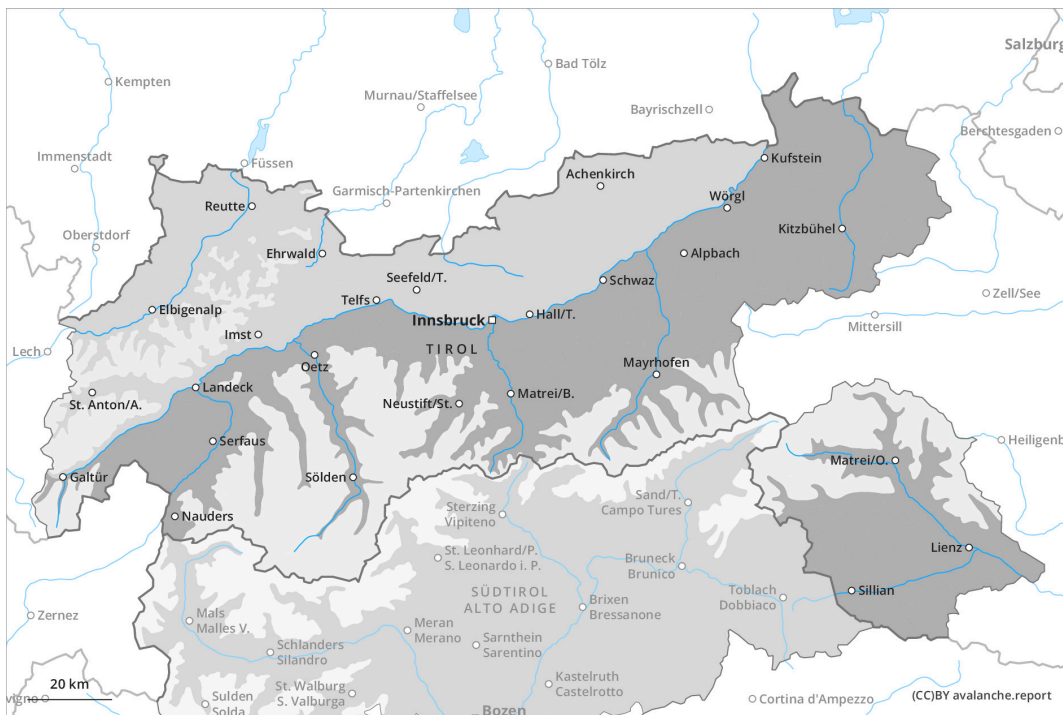 Salzburg
Bad Tölz
Kempten
Murnau/Staffelsee
Bayrischzell
Berchtesgaden
Immenstadt
Kufstein
Füssen
Achenkirch
Garmisch-Partenkirchen
Reutte
Wörgl
Kitzbühel
Oberstdorf
Ehrwald
Alpbach
Seefeld/T.
Schwaz
Zell/See
Telfs
Elbigenalp
Hall/T.
Innsbruck
Mittersill
Imst
TIROL
Lech
Oetz
Mayrhofen
Landeck
St. Anton/A.
Neustift/St.
Matrei/B.
Serfaus
Heiligenb
Matrei/O.
Galtür
Sölden
Sand/T.
Campo Tures
Sterzing
Vipiteno
Nauders
Lienz
St. Leonhard/P.
S. Leonardo i. P.
Bruneck
Brunico
SÜDTIROL
ALTO ADIGE
Sillian
Toblach
Dobbiaco
Brixen
Bressanone
Zernez
Mals
Malles V.
Meran
Merano
Sarnthein
Sarentino
Schlanders
Silandro
Kastelruth
Castelrotto
20 km
St. Walburg
S. Valburga
vigno
Sulden
Solda
Cortina d'Ampezzo
(CC)BY avalanche.report
Bozen